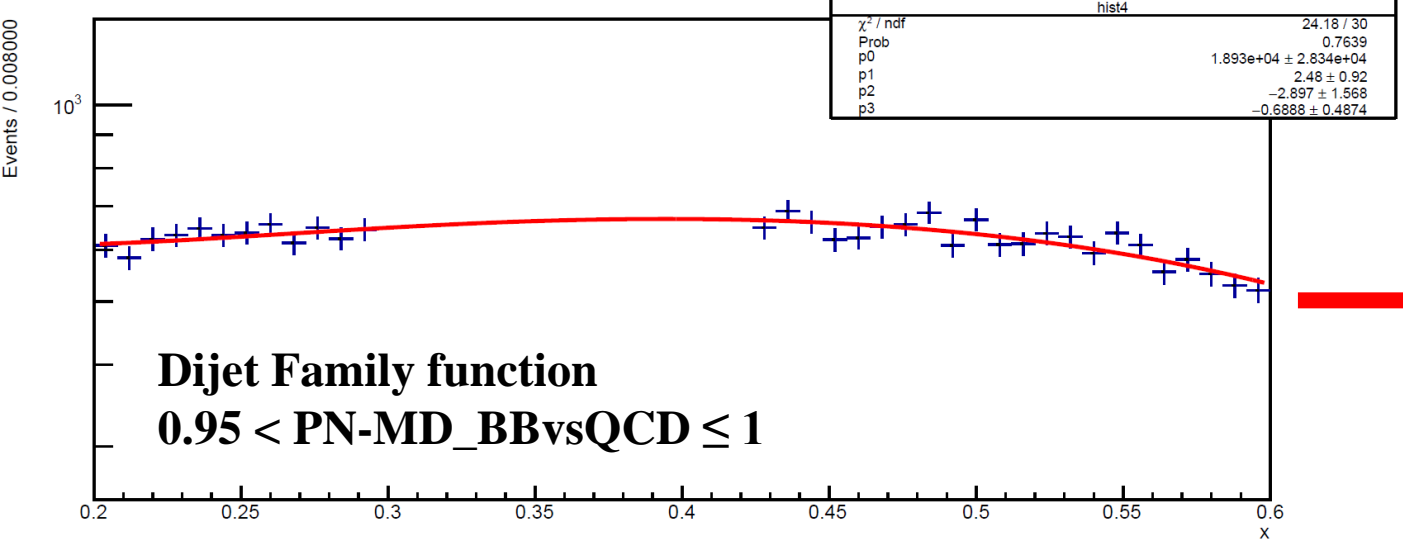 hist4
χ² / ndf 24.18 / 30
Prob 0.7639
p0 1.893e+04 ± 2.834e+04
p1 2.48 ± 0.92
p2 −2.897 ± 1.568
p3 −0.6888 ± 0.4874
Events / 0.008000
10³
Dijet Family function
0.95 < PN-MD_BBvsQCD ≤ 1
0.2 0.25 0.3 0.35 0.4 0.45 0.5 0.55 0.6
x